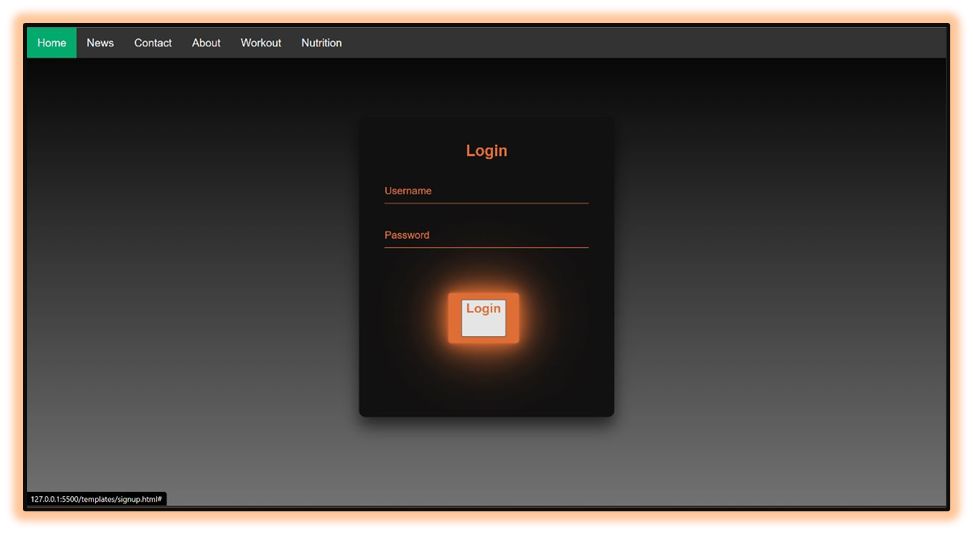 Home News Contact About Workout Nutrition
Login
Username
Password
Login
127.0.0.1:5500/templates/signup.html#